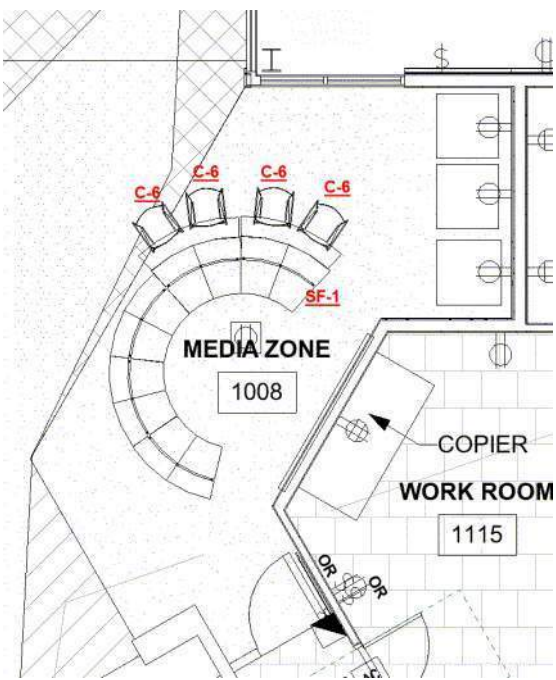 $
C-6
C-6
C-6
C-6
SF-1
MEDIA ZONE
1008
COPIER
WORK ROOM
1115
OR
OR